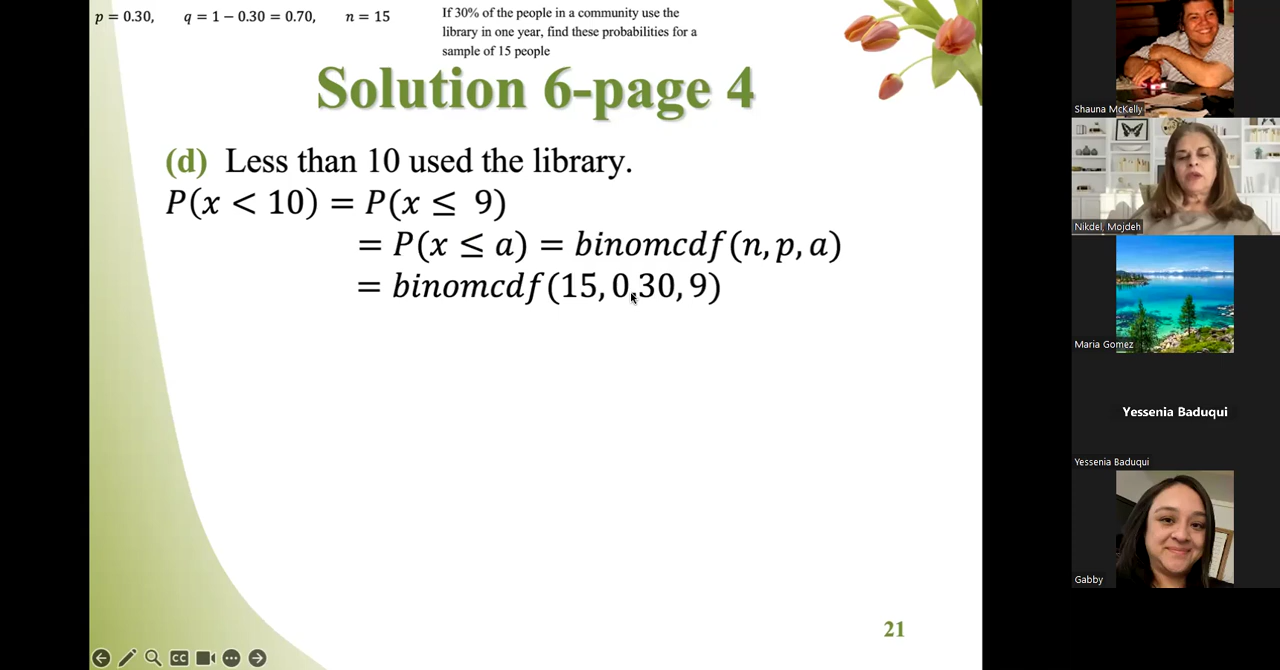 p = 0.30, q = 1 − 0.30 = 0.70, n = 15
If 30% of the people in a community use the
library in one year, find these probabilities for a
sample of 15 people
Solution 6-page 4
(d) Less than 10 used the library.
P(x < 10) = P(x ≤ 9)
= P(x ≤ a) = binomcdf(n, p, a)
= binomcdf(15, 0.30, 9)
21
CC
Shauna McKelly
Nikdel, Mojdeh
Maria Gomez
Yessenia Baduqui
Yessenia Baduqui
Gabby